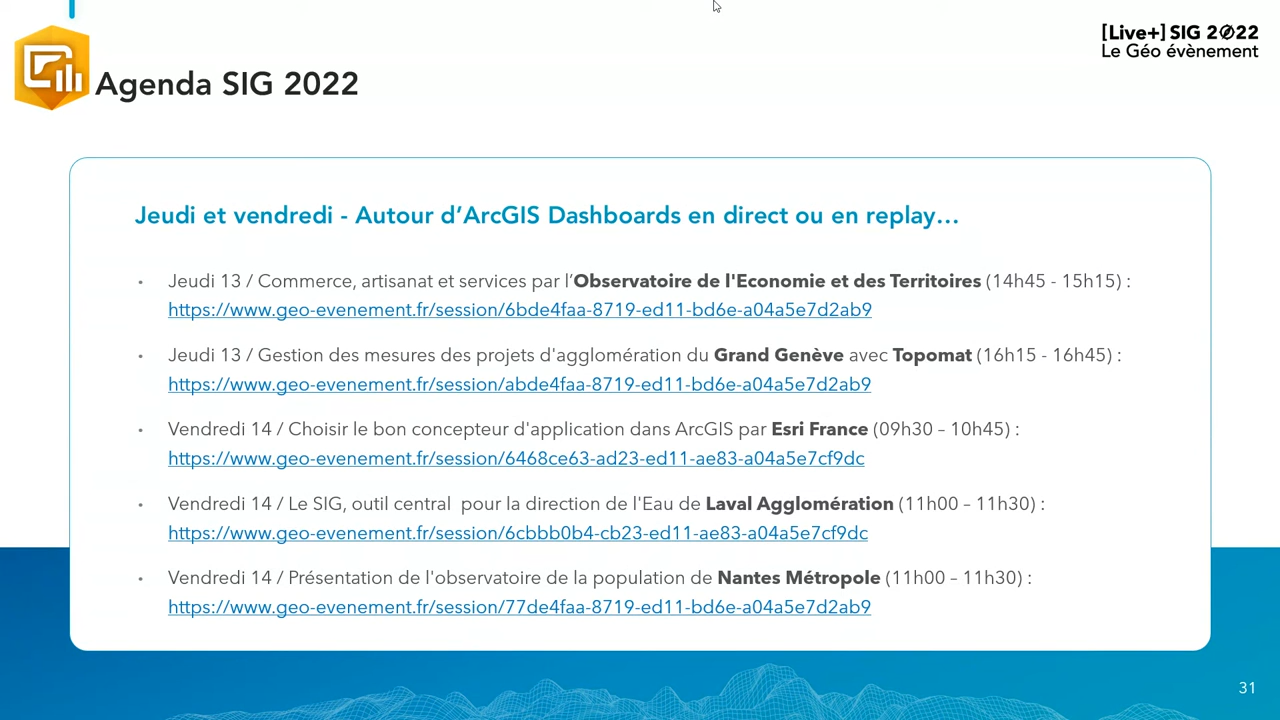 [Live+] SIG 2022
Le Géo évènement
Agenda SIG 2022
Jeudi et vendredi - Autour d’ArcGIS Dashboards en direct ou en replay…
• Jeudi 13 / Commerce, artisanat et services par l’Observatoire de l'Economie et des Territoires (14h45 - 15h15) :
https://www.geo-evenement.fr/session/6bde4faa-8719-ed11-bd6e-a04a5e7d2ab9
• Jeudi 13 / Gestion des mesures des projets d'agglomération du Grand Genève avec Topomat (16h15 - 16h45) :
https://www.geo-evenement.fr/session/abde4faa-8719-ed11-bd6e-a04a5e7d2ab9
• Vendredi 14 / Choisir le bon concepteur d'application dans ArcGIS par Esri France (09h30 – 10h45) :
https://www.geo-evenement.fr/session/6468ce63-ad23-ed11-ae83-a04a5e7cf9dc
• Vendredi 14 / Le SIG, outil central  pour la direction de l'Eau de Laval Agglomération (11h00 – 11h30) :
https://www.geo-evenement.fr/session/6cbbb0b4-cb23-ed11-ae83-a04a5e7cf9dc
• Vendredi 14 / Présentation de l'observatoire de la population de Nantes Métropole (11h00 – 11h30) :
https://www.geo-evenement.fr/session/77de4faa-8719-ed11-bd6e-a04a5e7d2ab9
31